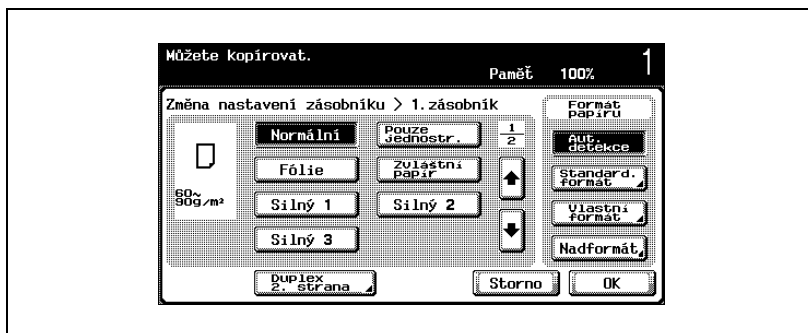 Můžete kopírovat.
Paměť 100% 1
Změna nastavení zásobníku > 1.zásobník
Formát
papíru
Normální
Pouze
jednostr.
1
2
Aut.
detekce
Fólie
Zvláštní
papír
Standard.
formát
60~
90g/m²
Silný 1
Silný 2
Vlastní
formát
Silný 3
Nadformát
Duplex
2. strana
Storno
OK